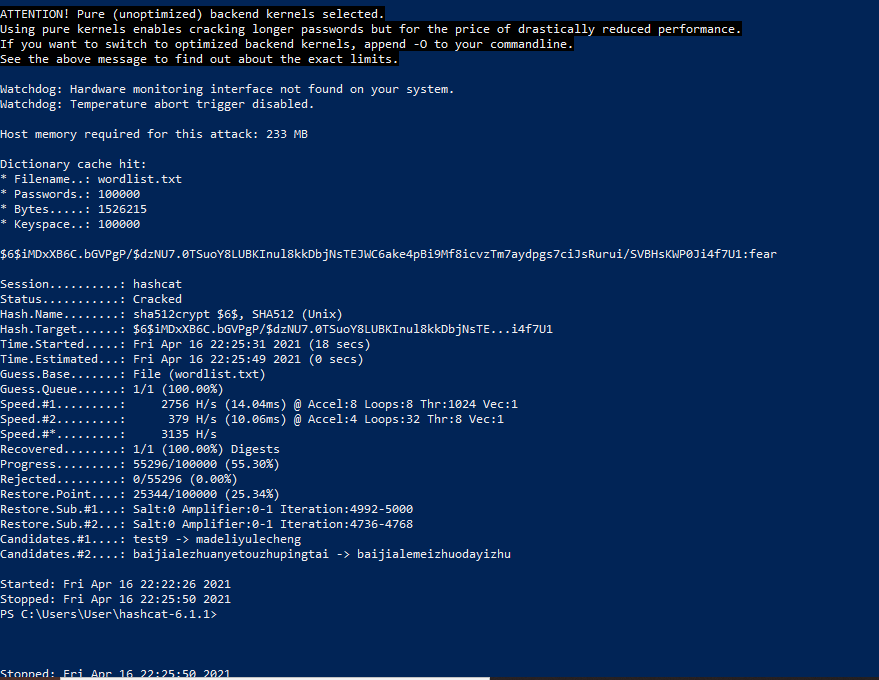 ATTENTION! Pure (unoptimized) backend kernels selected.
Using pure kernels enables cracking longer passwords but for the price of drastically reduced performance.
If you want to switch to optimized backend kernels, append -O to your commandline.
See the above message to find out about the exact limits.
Watchdog: Hardware monitoring interface not found on your system.
Watchdog: Temperature abort trigger disabled.
Host memory required for this attack: 233 MB
Dictionary cache hit:
* Filename..: wordlist.txt
* Passwords.: 100000
* Bytes.....: 1526215
* Keyspace..: 100000
$6$iMDxXB6C.bGVPgP/$dzNU7.0TSuoY8LUBKInul8kkDbjNsTEJWC6ake4pBi9Mf8icvzTm7aydpgs7ciJsRurui/SVBHsKWP0Ji4f7U1:fear
Session..........: hashcat
Status...........: Cracked
Hash.Name........: sha512crypt $6$, SHA512 (Unix)
Hash.Target......: $6$iMDxXB6C.bGVPgP/$dzNU7.0TSuoY8LUBKInul8kkDbjNsTE...i4f7U1
Time.Started.....: Fri Apr 16 22:25:31 2021 (18 secs)
Time.Estimated...: Fri Apr 16 22:25:49 2021 (0 secs)
Guess.Base.......: File (wordlist.txt)
Guess.Queue......: 1/1 (100.00%)
Speed.#1.........:     2756 H/s (14.04ms) @ Accel:8 Loops:8 Thr:1024 Vec:1
Speed.#2.........:      379 H/s (10.06ms) @ Accel:4 Loops:32 Thr:8 Vec:1
Speed.#*.........:     3135 H/s
Recovered........: 1/1 (100.00%) Digests
Progress.........: 55296/100000 (55.30%)
Rejected.........: 0/55296 (0.00%)
Restore.Point....: 25344/100000 (25.34%)
Restore.Sub.#1...: Salt:0 Amplifier:0-1 Iteration:4992-5000
Restore.Sub.#2...: Salt:0 Amplifier:0-1 Iteration:4736-4768
Candidates.#1....: test9 -> madeliyulecheng
Candidates.#2....: baijialezhuanyetouzhupingtai -> baijialemeizhuodayizhu
Started: Fri Apr 16 22:22:26 2021
Stopped: Fri Apr 16 22:25:50 2021
PS C:\Users\User\hashcat-6.1.1>
Stopped: Fri Apr 16 22:25:50 2021